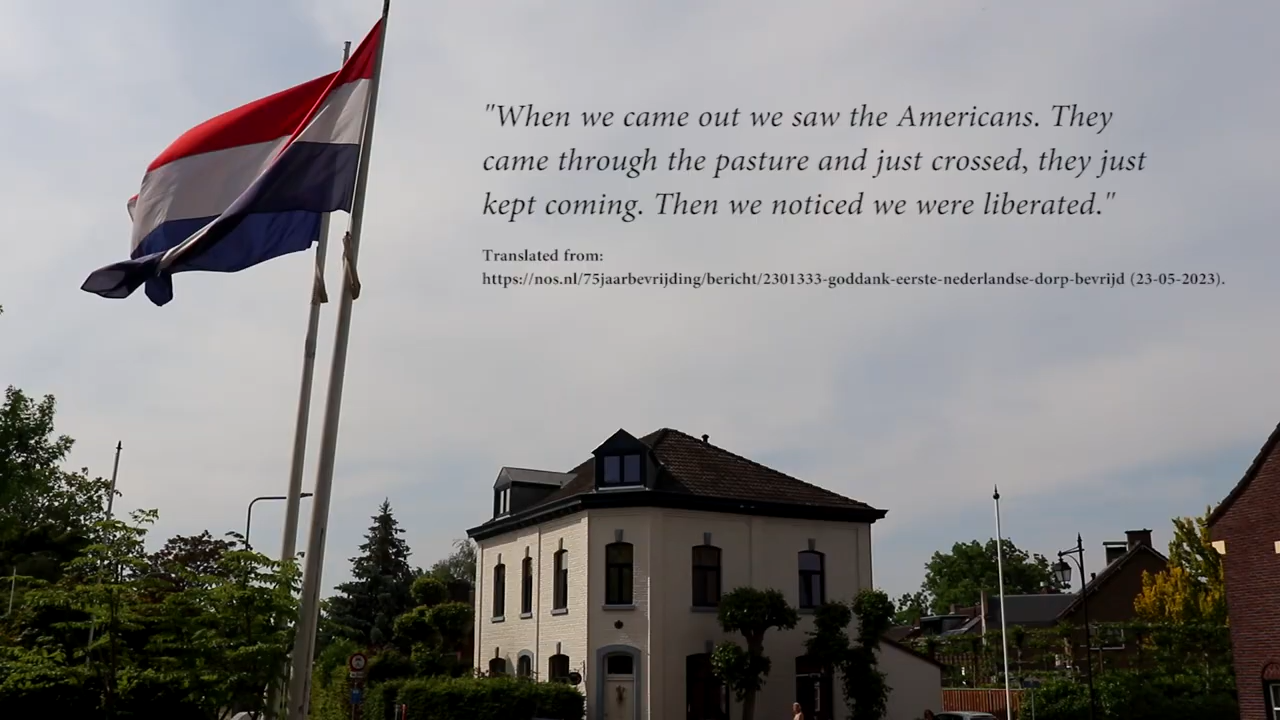 "When we came out we saw the Americans. They
came through the pasture and just crossed, they just
kept coming. Then we noticed we were liberated."
Translated from:
https://nos.nl/75jaarbevrijding/bericht/2301333-goddank-eerste-nederlandse-dorp-bevrijd (23-05-2023).